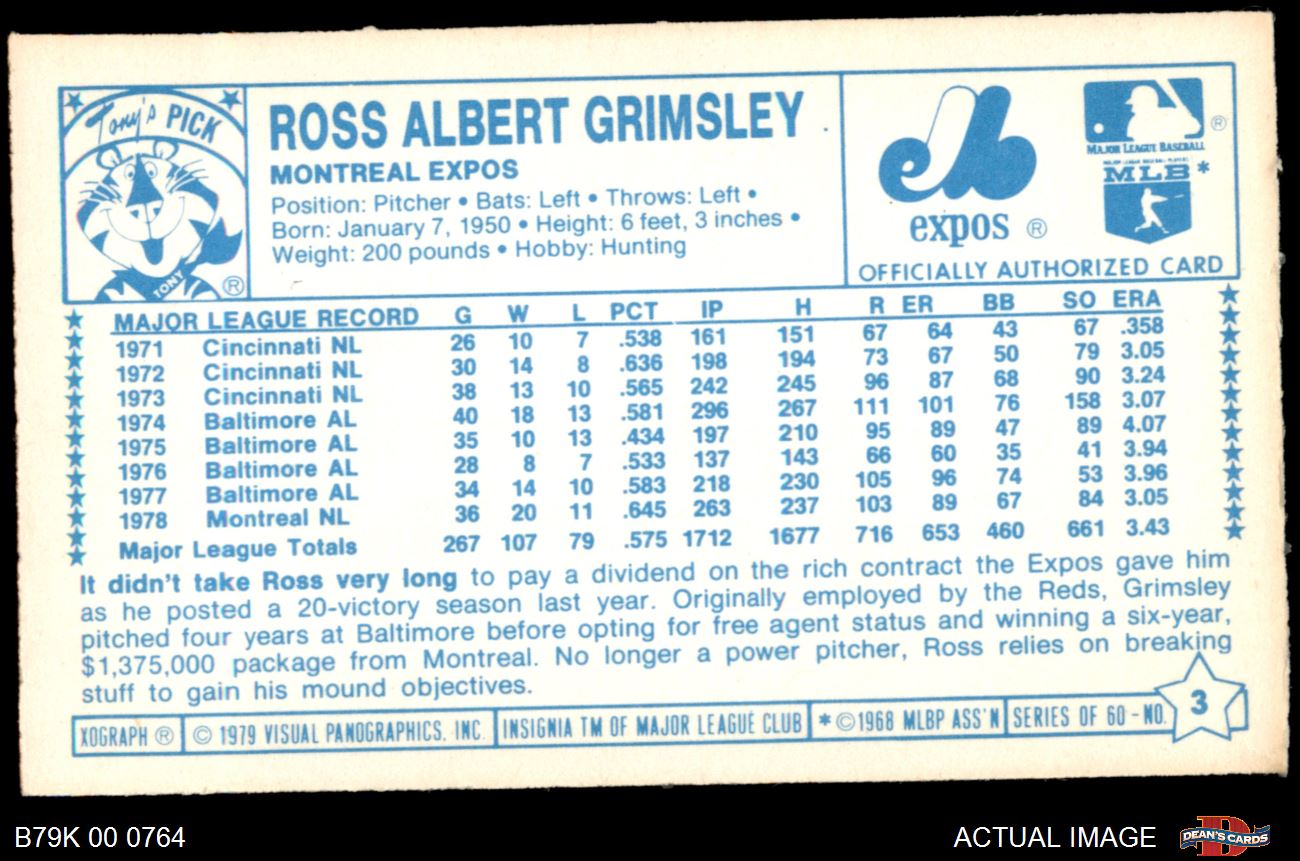 Tony's PICK
TONY ®
ROSS ALBERT GRIMSLEY
MONTREAL EXPOS
Position: Pitcher • Bats: Left • Throws: Left •
Born: January 7, 1950 • Height: 6 feet, 3 inches •
Weight: 200 pounds • Hobby: Hunting
expos ®
®
MAJOR LEAGUE BASEBALL
MAJOR LEAGUE BASEBALL PLAYERS
MLB *
OFFICIALLY AUTHORIZED CARD
MAJOR LEAGUE RECORD G W L PCT IP H R ER BB SO ERA
1971 Cincinnati NL 26 10 7 .538 161 151 67 64 43 67 .358
1972 Cincinnati NL 30 14 8 .636 198 194 73 67 50 79 3.05
1973 Cincinnati NL 38 13 10 .565 242 245 96 87 68 90 3.24
1974 Baltimore AL 40 18 13 .581 296 267 111 101 76 158 3.07
1975 Baltimore AL 35 10 13 .434 197 210 95 89 47 89 4.07
1976 Baltimore AL 28 8 7 .533 137 143 66 60 35 41 3.94
1977 Baltimore AL 34 14 10 .583 218 230 105 96 74 53 3.96
1978 Montreal NL 36 20 11 .645 263 237 103 89 67 84 3.05
Major League Totals 267 107 79 .575 1712 1677 716 653 460 661 3.43
It didn't take Ross very long to pay a dividend on the rich contract the Expos gave him
as he posted a 20-victory season last year. Originally employed by the Reds, Grimsley
pitched four years at Baltimore before opting for free agent status and winning a six-year,
$1,375,000 package from Montreal. No longer a power pitcher, Ross relies on breaking
stuff to gain his mound objectives.
XOGRAPH ® © 1979 VISUAL PANOGRAPHICS, INC. INSIGNIA TM OF MAJOR LEAGUE CLUB * © 1968 MLBP ASS'N SERIES OF 60 - NO. 3
B79K 00 0764
ACTUAL IMAGE
DEAN'S CARDS